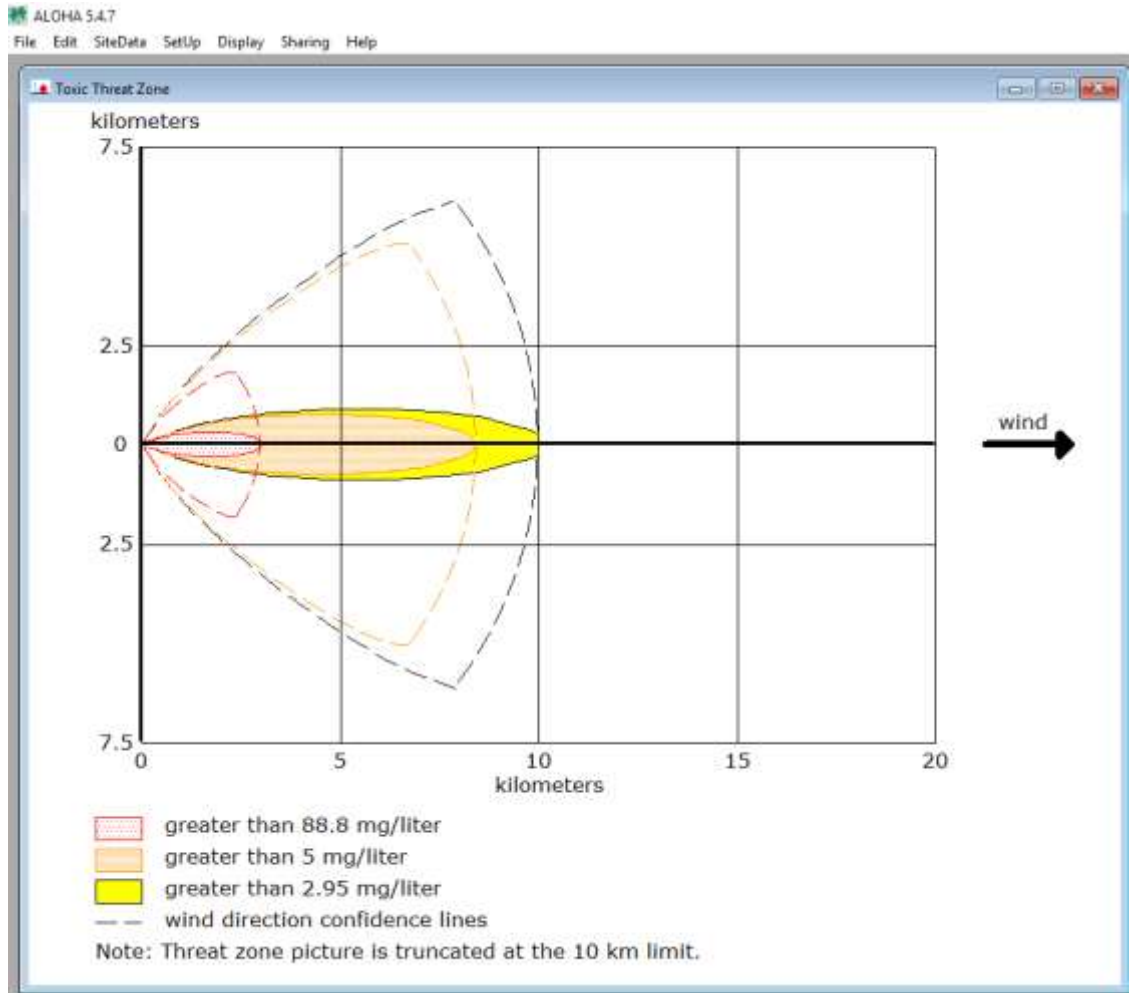 ALOHA 5.4.7
File Edit SiteData SetUp Display Sharing Help
Toxic Threat Zone
kilometers
7.5
2.5
0
2.5
7.5
wind
0 5 10 15 20
kilometers
greater than 88.8 mg/liter
greater than 5 mg/liter
greater than 2.95 mg/liter
wind direction confidence lines
Note: Threat zone picture is truncated at the 10 km limit.